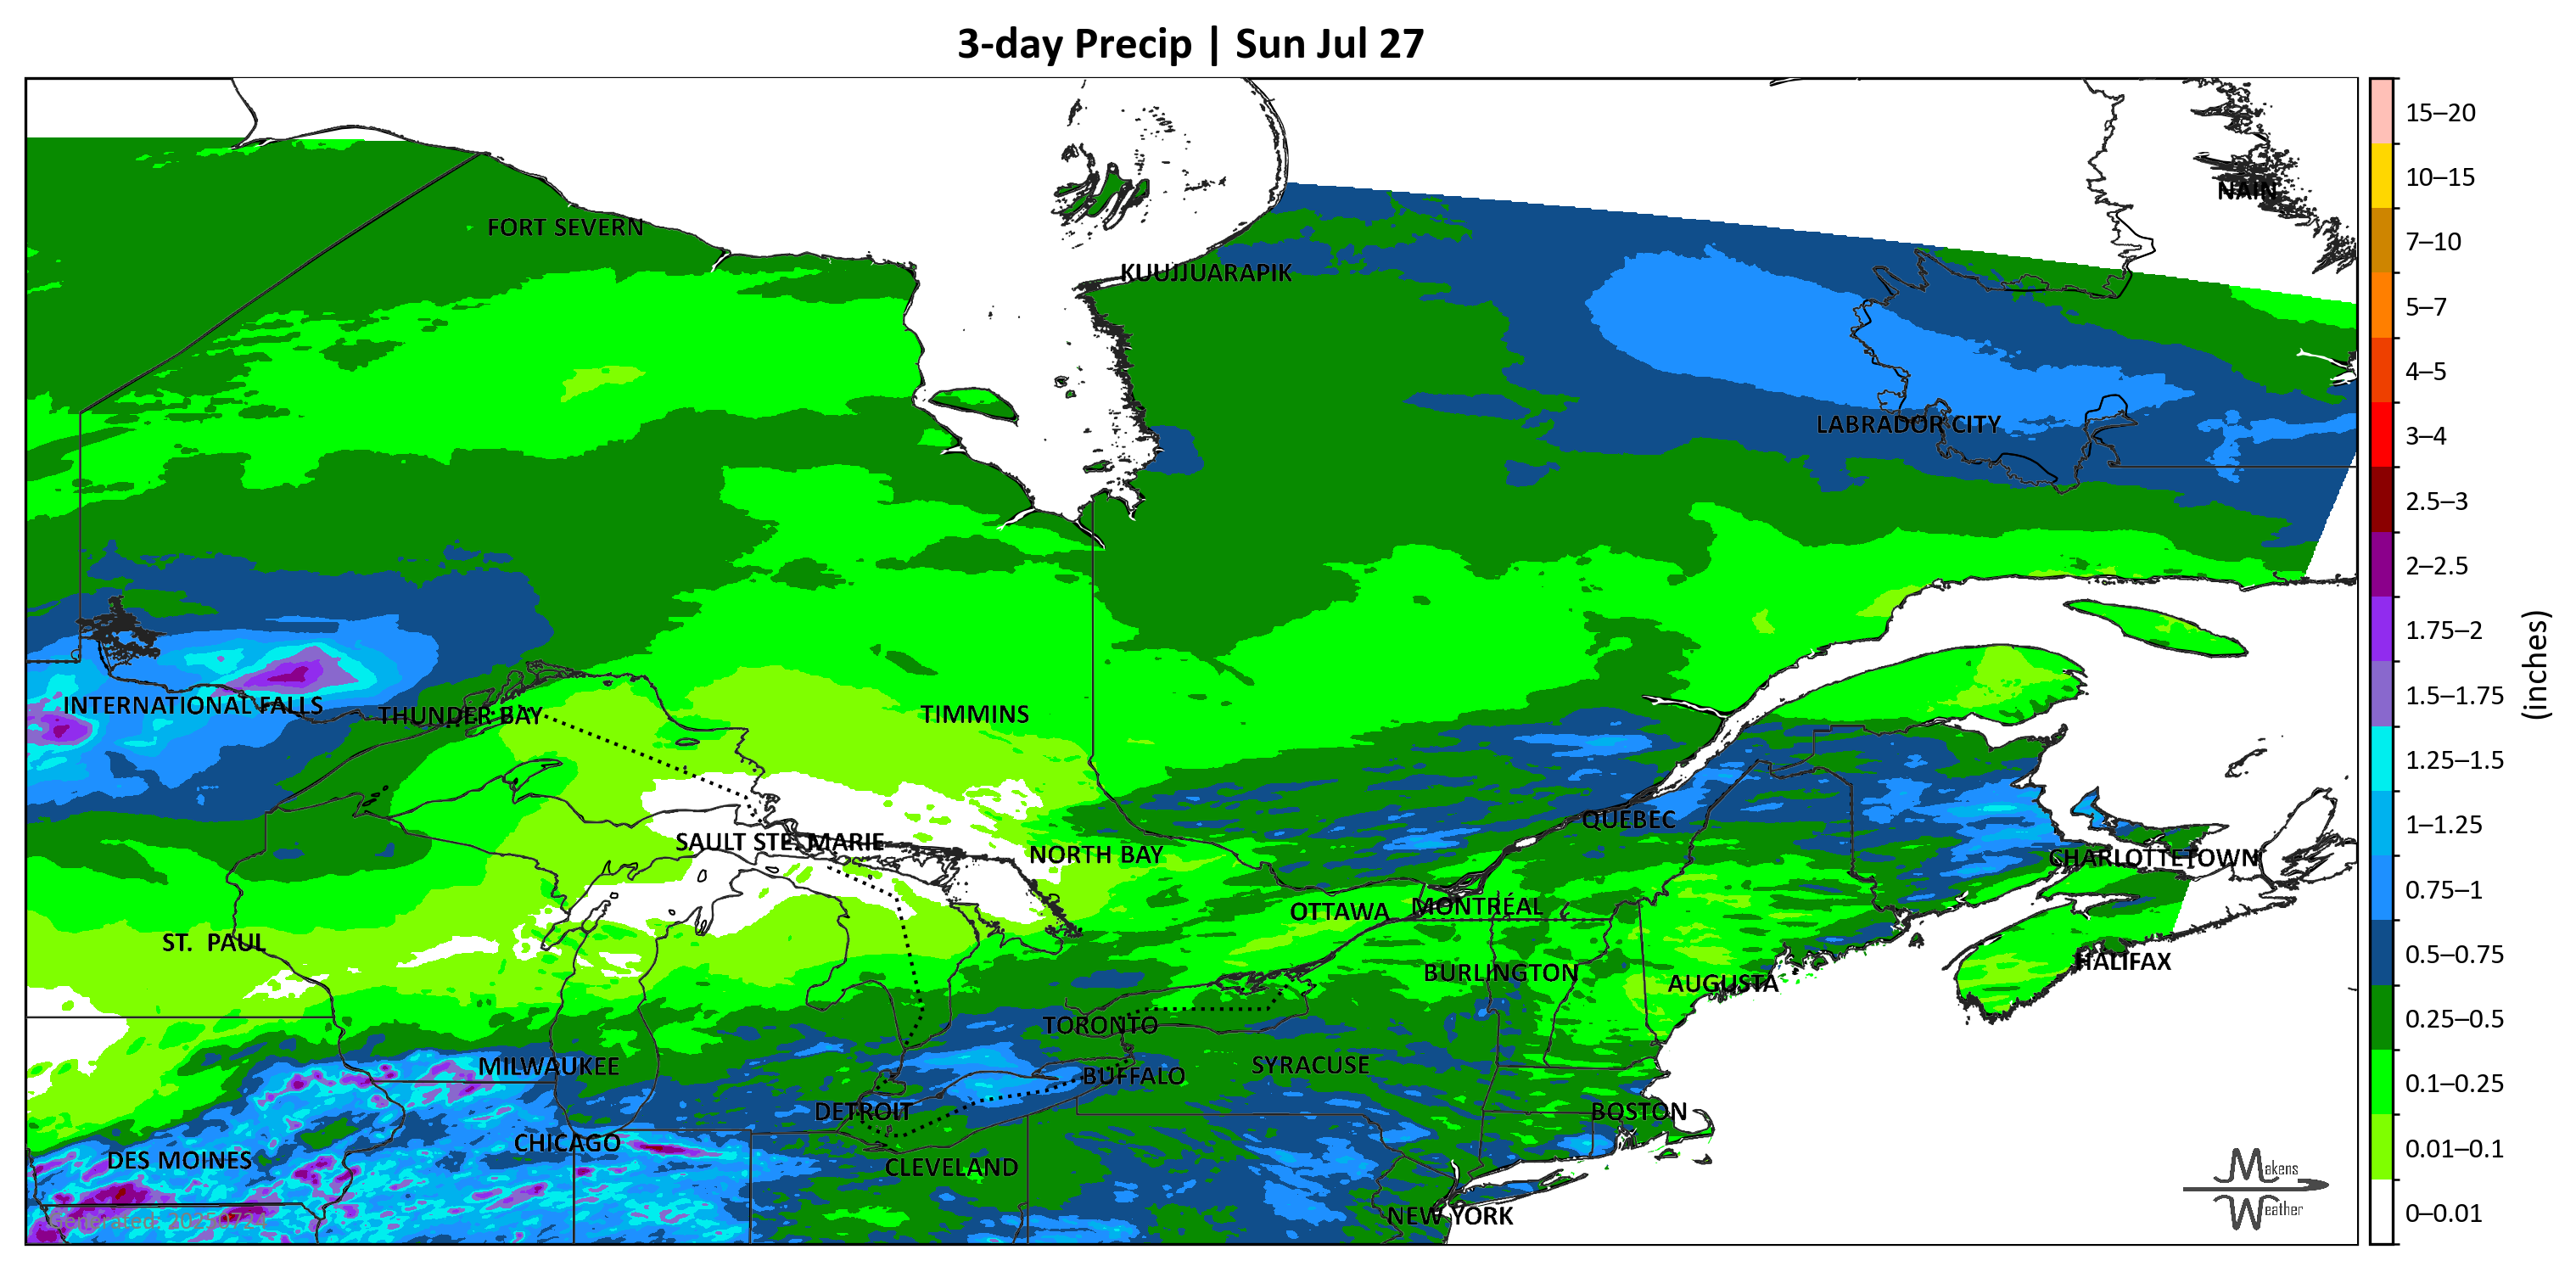 3-day Precip | Sun Jul 27
NAIN
FORT SEVERN
KUUJJUARAPIK
LABRADOR CITY
INTERNATIONAL FALLS
THUNDER BAY
TIMMINS
QUEBEC
SAULT STE. MARIE
NORTH BAY
CHARLOTTETOWN
OTTAWA
MONTRÉAL
ST. PAUL
HALIFAX
BURLINGTON
AUGUSTA
TORONTO
MILWAUKEE
SYRACUSE
BUFFALO
DETROIT
BOSTON
CHICAGO
DES MOINES
CLEVELAND
NEW YORK
Generated: 20250724
Makens
Weather
15–20
10–15
7–10
5–7
4–5
3–4
2.5–3
2–2.5
1.75–2
1.5–1.75
1.25–1.5
1–1.25
0.75–1
0.5–0.75
0.25–0.5
0.1–0.25
0.01–0.1
0–0.01
(inches)